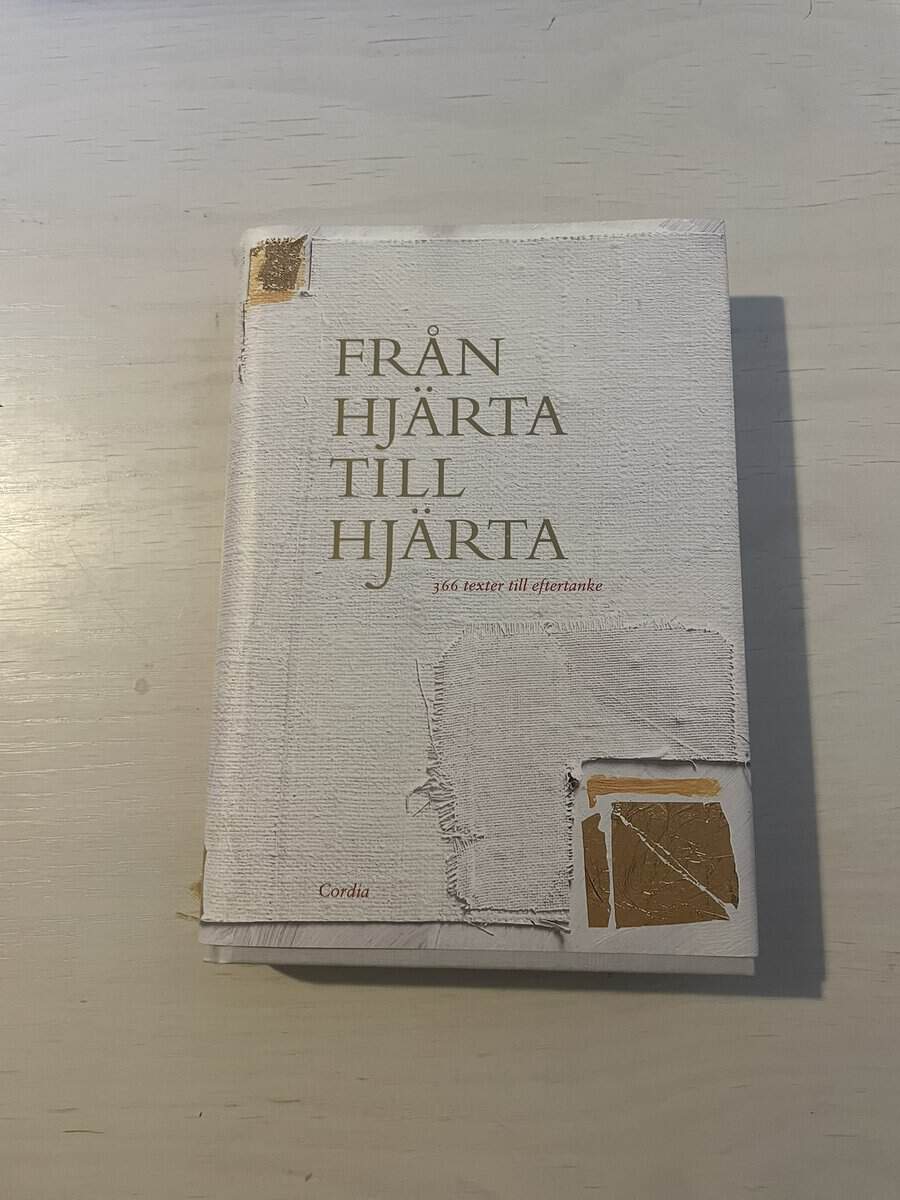 FRÅN
HJÄRTA
TILL
HJÄRTA
366 texter till eftertanke
Cordia